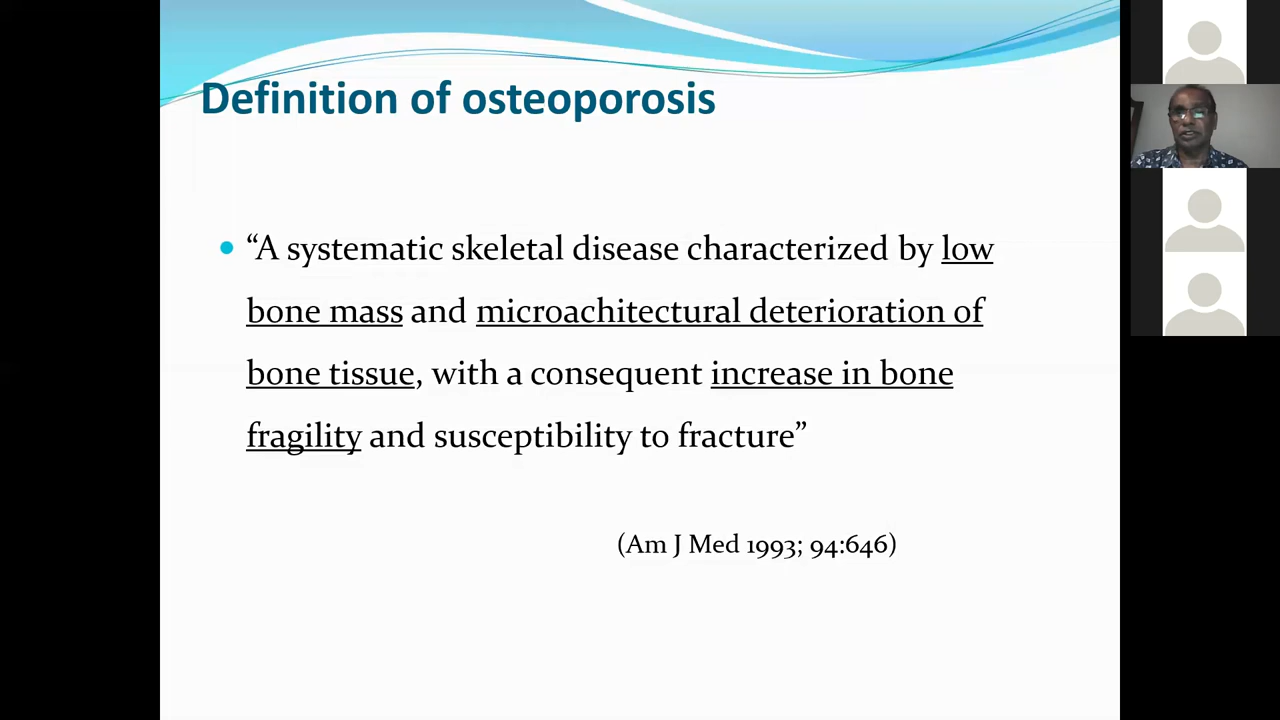 Definition of osteoporosis
“A systematic skeletal disease characterized by low
bone mass and microachitectural deterioration of
bone tissue, with a consequent increase in bone
fragility and susceptibility to fracture”
(Am J Med 1993; 94:646)